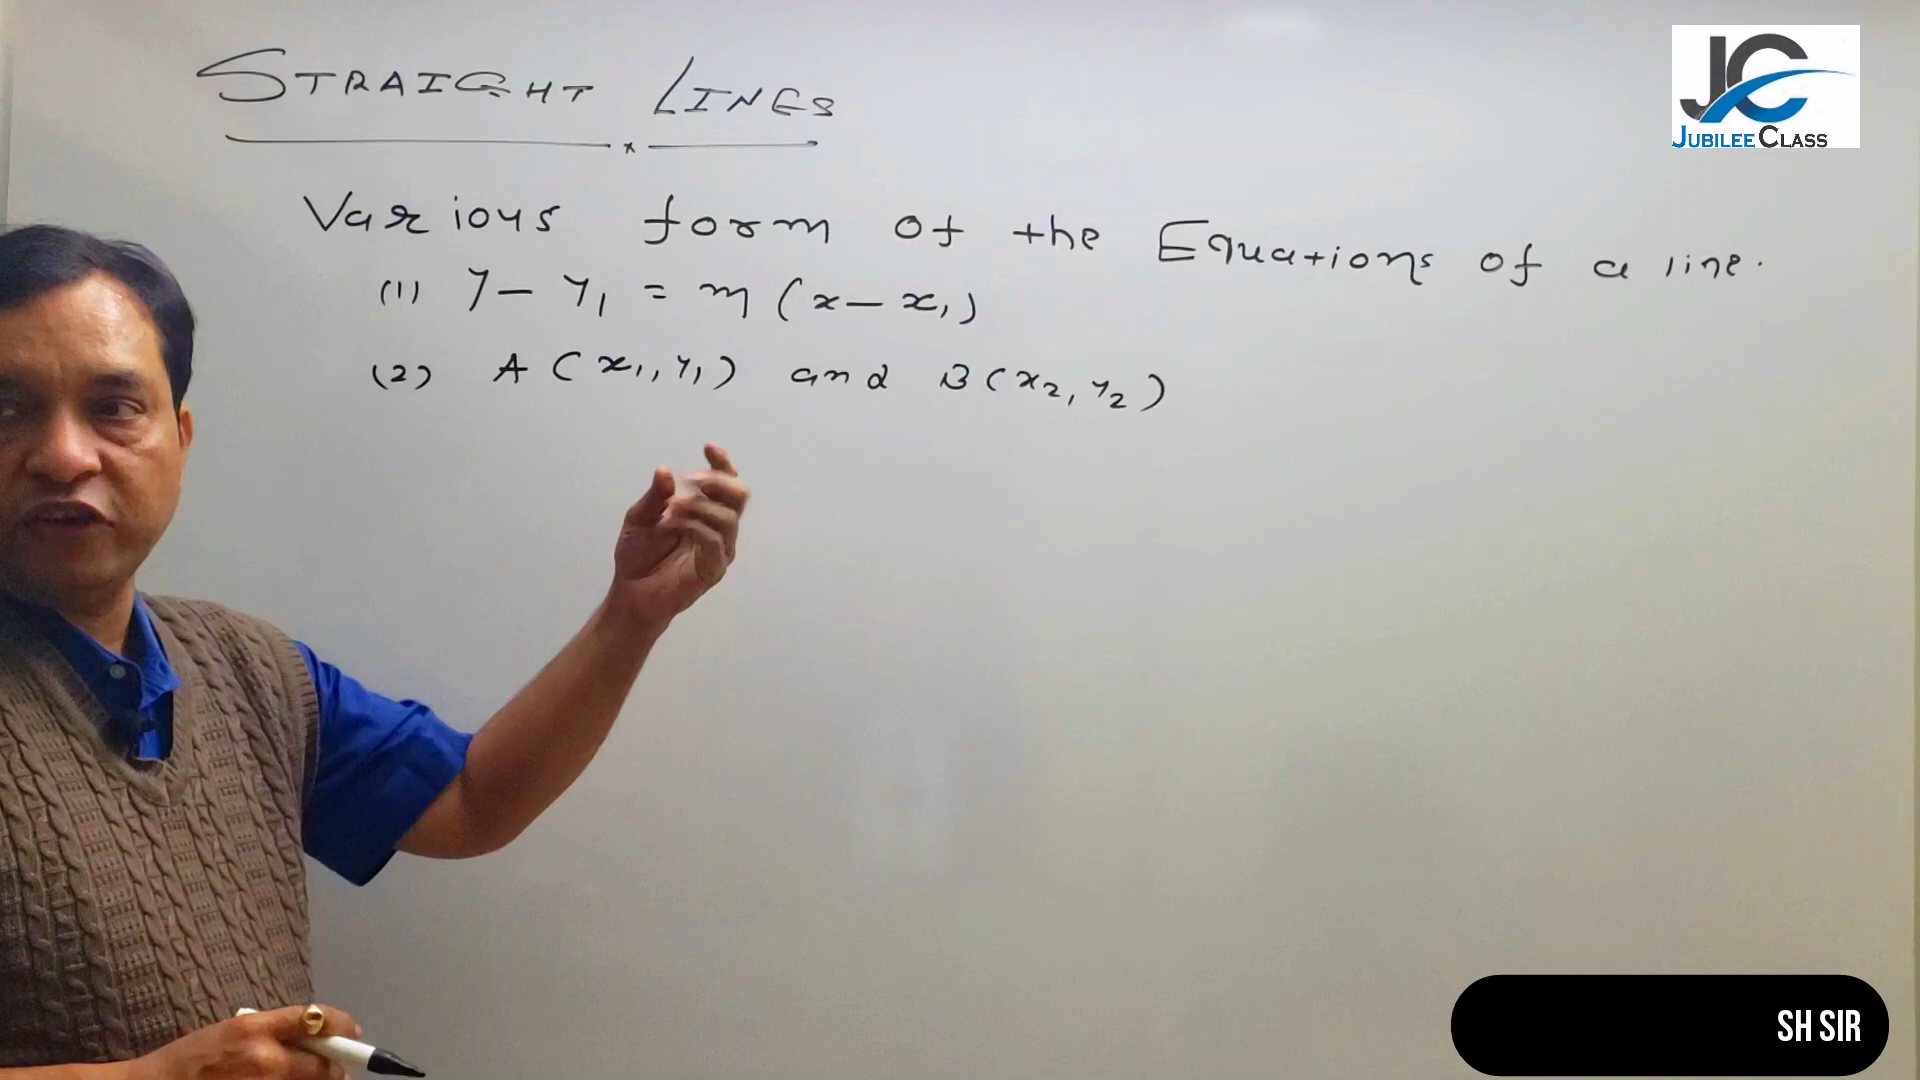 STRAIGHT LINES
x
JC
JUBILEE CLASS
Various form of the Equations of a line.
(1) y - y₁ = m (x - x₁)
(2) A (x₁, y₁) and B (x₂, y₂)
SH SIR